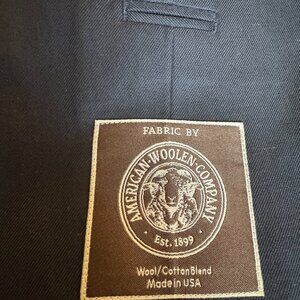 FABRIC BY
AMERICAN·WOOLEN·COMPANY
· Est. 1899 ·
Wool/Cotton Blend
Made in USA